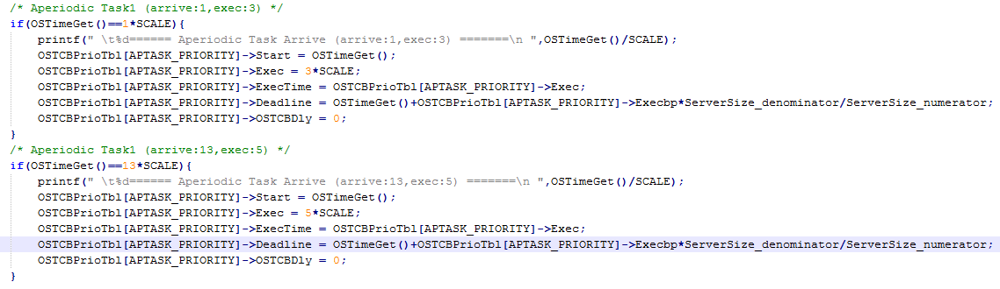 /* Aperiodic Task1 (arrive:1,exec:3) */
if(OSTimeGet()==1*SCALE){
printf(" \t%d====== Aperiodic Task Arrive (arrive:1,exec:3) =======\n ",OSTimeGet()/SCALE);
OSTCBPrioTbl[APTASK_PRIORITY]->Start = OSTimeGet();
OSTCBPrioTbl[APTASK_PRIORITY]->Exec = 3*SCALE;
OSTCBPrioTbl[APTASK_PRIORITY]->ExecTime = OSTCBPrioTbl[APTASK_PRIORITY]->Exec;
OSTCBPrioTbl[APTASK_PRIORITY]->Deadline = OSTimeGet()+OSTCBPrioTbl[APTASK_PRIORITY]->Execbp*ServerSize_denominator/ServerSize_numerator;
OSTCBPrioTbl[APTASK_PRIORITY]->OSTCBDly = 0;
}
/* Aperiodic Task1 (arrive:13,exec:5) */
if(OSTimeGet()==13*SCALE){
printf(" \t%d====== Aperiodic Task Arrive (arrive:13,exec:5) =======\n ",OSTimeGet()/SCALE);
OSTCBPrioTbl[APTASK_PRIORITY]->Start = OSTimeGet();
OSTCBPrioTbl[APTASK_PRIORITY]->Exec = 5*SCALE;
OSTCBPrioTbl[APTASK_PRIORITY]->ExecTime = OSTCBPrioTbl[APTASK_PRIORITY]->Exec;
OSTCBPrioTbl[APTASK_PRIORITY]->Deadline = OSTimeGet()+OSTCBPrioTbl[APTASK_PRIORITY]->Execbp*ServerSize_denominator/ServerSize_numerator;
OSTCBPrioTbl[APTASK_PRIORITY]->OSTCBDly = 0;
}